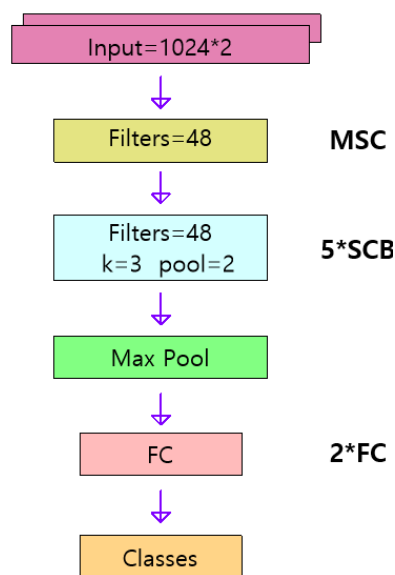 Input=1024*2
Filters=48
MSC
Filters=48
k=3 pool=2
5*SCB
Max Pool
FC
2*FC
Classes